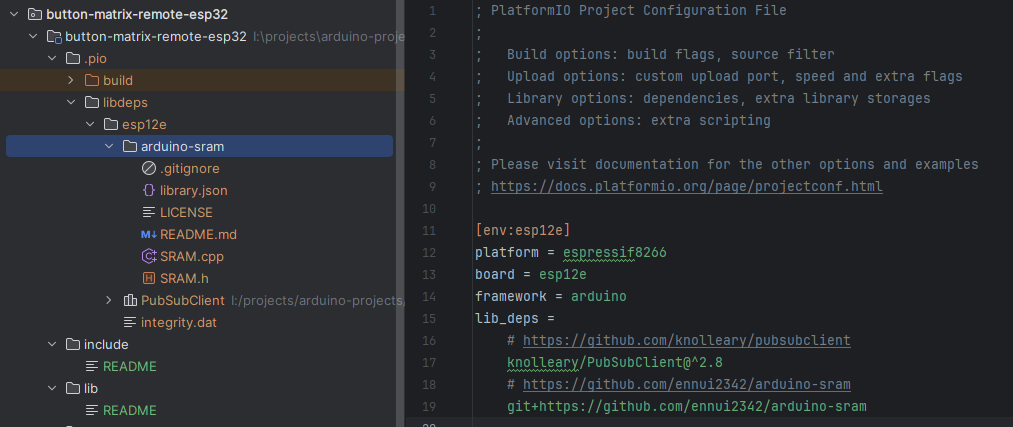 button-matrix-remote-esp32
button-matrix-remote-esp32 I:\projects\arduino-proje
.pio
build
libdeps
esp12e
arduino-sram
.gitignore
library.json
LICENSE
M↓ README.md
SRAM.cpp
SRAM.h
PubSubClient I:/projects/arduino-projects/
integrity.dat
include
README
lib
README
1 ; PlatformIO Project Configuration File
2 ;
3 ; Build options: build flags, source filter
4 ; Upload options: custom upload port, speed and extra flags
5 ; Library options: dependencies, extra library storages
6 ; Advanced options: extra scripting
7 ;
8 ; Please visit documentation for the other options and examples
9 ; https://docs.platformio.org/page/projectconf.html
10
11 [env:esp12e]
12 platform = espressif8266
13 board = esp12e
14 framework = arduino
15 lib_deps =
16 # https://github.com/knolleary/pubsubclient
17 knolleary/PubSubClient@^2.8
18 # https://github.com/ennui2342/arduino-sram
19 git+https://github.com/ennui2342/arduino-sram